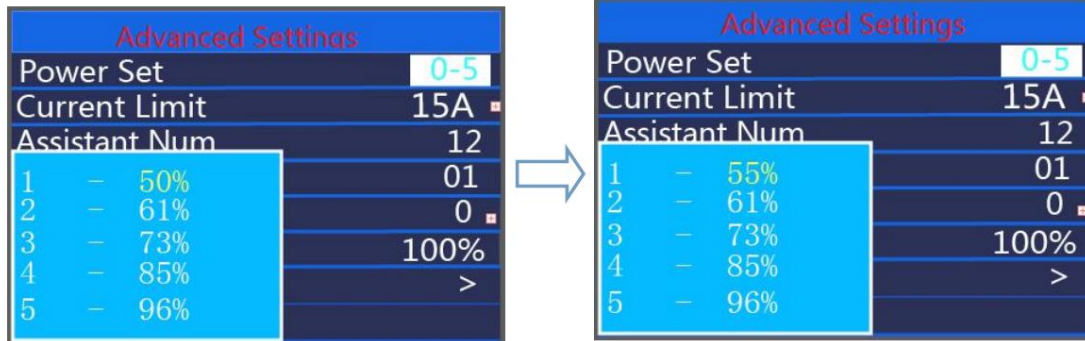 Advanced Settings
Power Set 0-5
Current Limit 15A
Assistant Num 12
01
0
100%
>
1 - 50%
2 - 61%
3 - 73%
4 - 85%
5 - 96%
Advanced Settings
Power Set 0-5
Current Limit 15A
Assistant Num 12
01
0
100%
>
1 - 55%
2 - 61%
3 - 73%
4 - 85%
5 - 96%